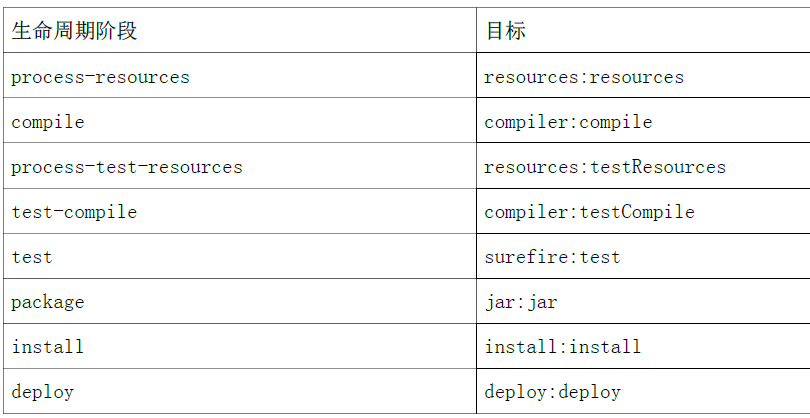 生命周期阶段 目标
process-resources resources:resources
compile compiler:compile
process-test-resources resources:testResources
test-compile compiler:testCompile
test surefire:test
package jar:jar
install install:install
deploy deploy:deploy